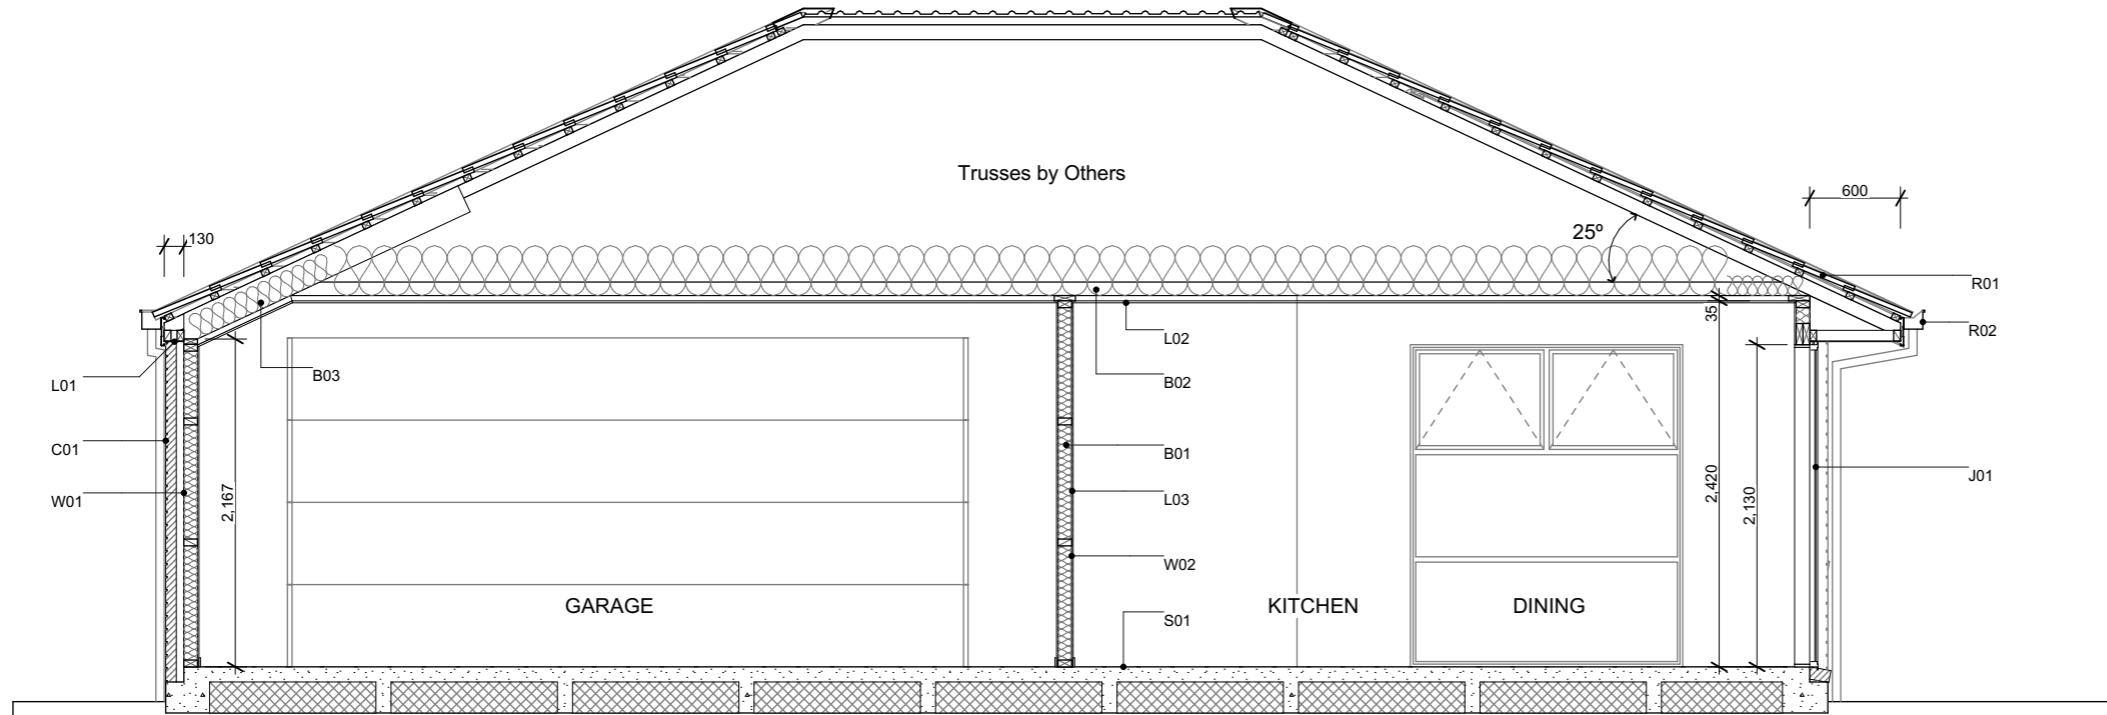 Trusses by Others
600
25°
130
R01
35
L02
R02
B03
B02
L01
C01
B01
2,420
J01
W01
2,167
L03
2,130
W02
GARAGE
KITCHEN
DINING
S01